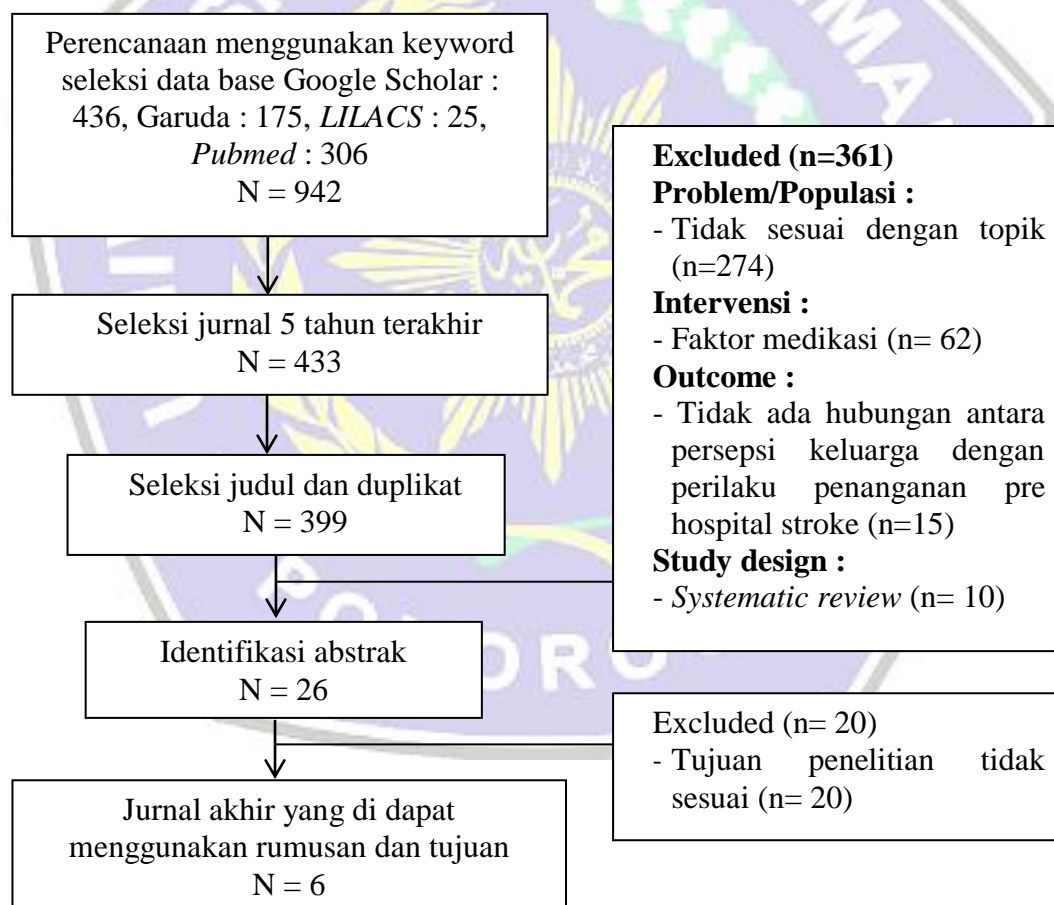 Perencanaan menggunakan keyword
seleksi data base Google Scholar :
436, Garuda : 175, LILACS : 25,
Pubmed : 306
N = 942
Excluded (n=361)
Problem/Populasi :
- Tidak sesuai dengan topik
(n=274)
Intervensi :
- Faktor medikasi (n= 62)
Outcome :
- Tidak ada hubungan antara
persepsi keluarga dengan
perilaku penanganan pre
hospital stroke (n=15)
Study design :
- Systematic review (n= 10)
Seleksi jurnal 5 tahun terakhir
N = 433
Seleksi judul dan duplikat
N = 399
Identifikasi abstrak
N = 26
Excluded (n= 20)
- Tujuan penelitian tidak
sesuai (n= 20)
Jurnal akhir yang di dapat
menggunakan rumusan dan tujuan
N = 6